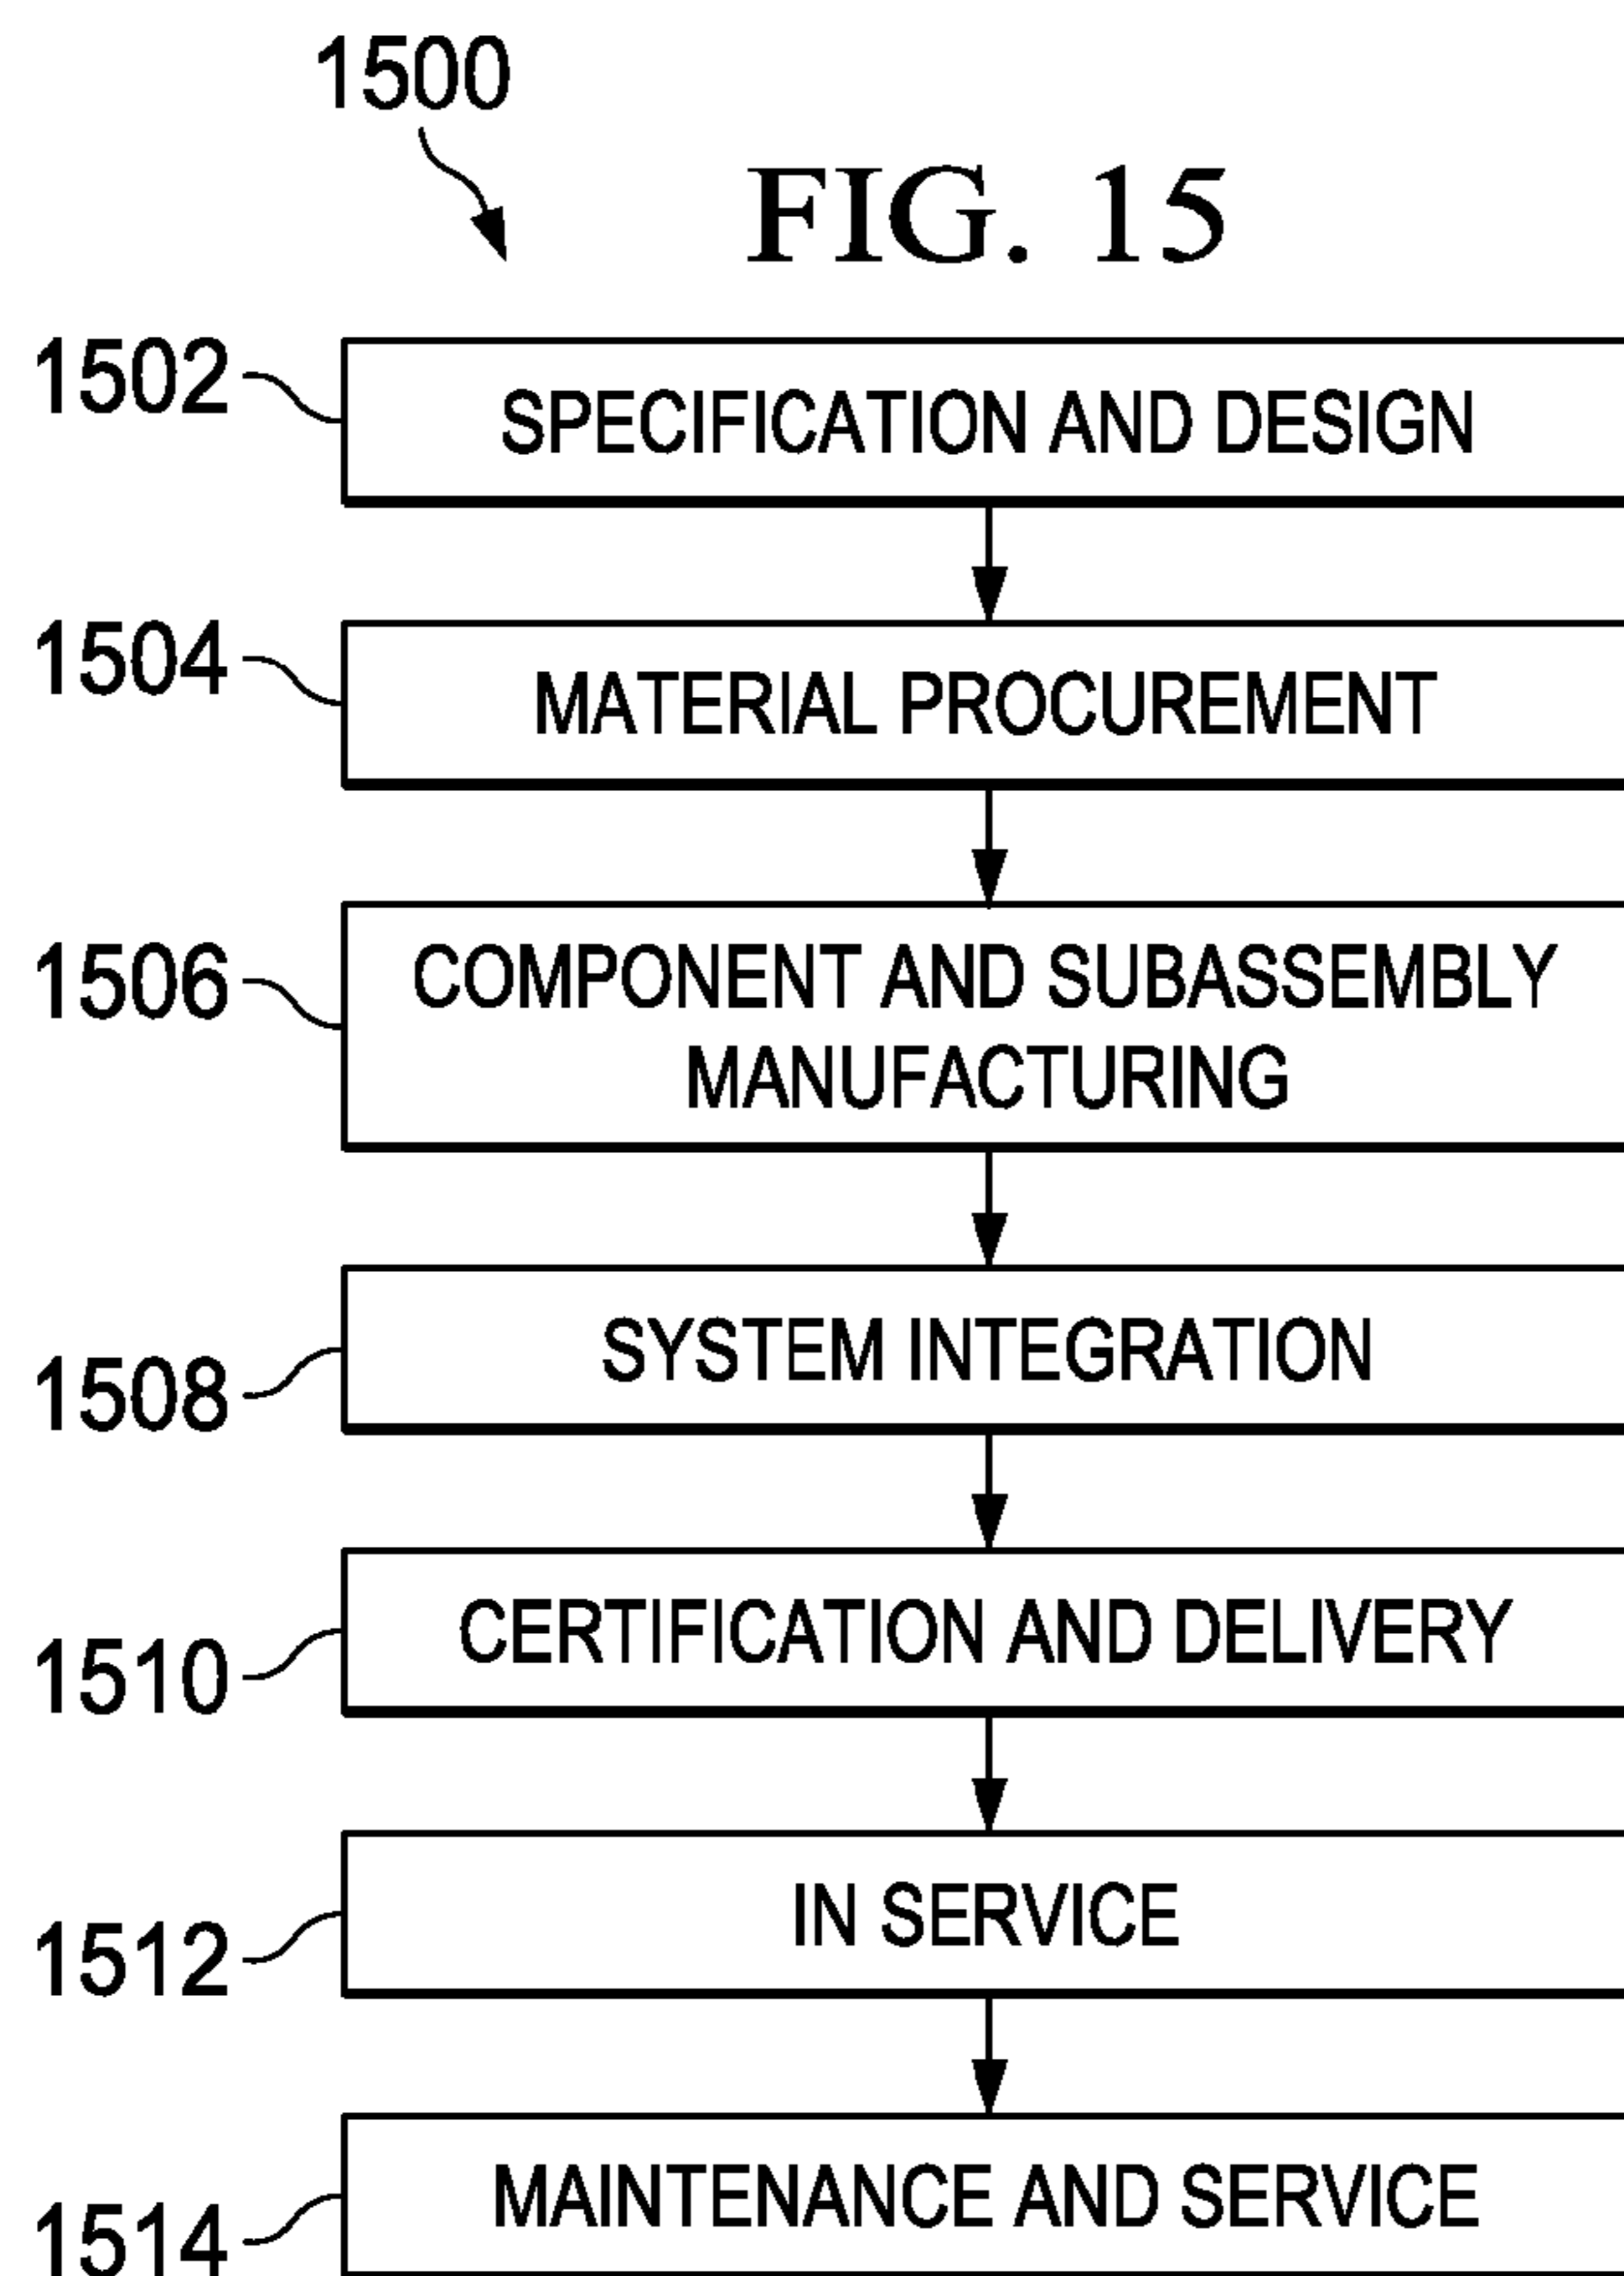 1500
FIG. 15
1502
SPECIFICATION AND DESIGN
1504
MATERIAL PROCUREMENT
1506
COMPONENT AND SUBASSEMBLY
MANUFACTURING
1508
SYSTEM INTEGRATION
1510
CERTIFICATION AND DELIVERY
1512
IN SERVICE
1514
MAINTENANCE AND SERVICE